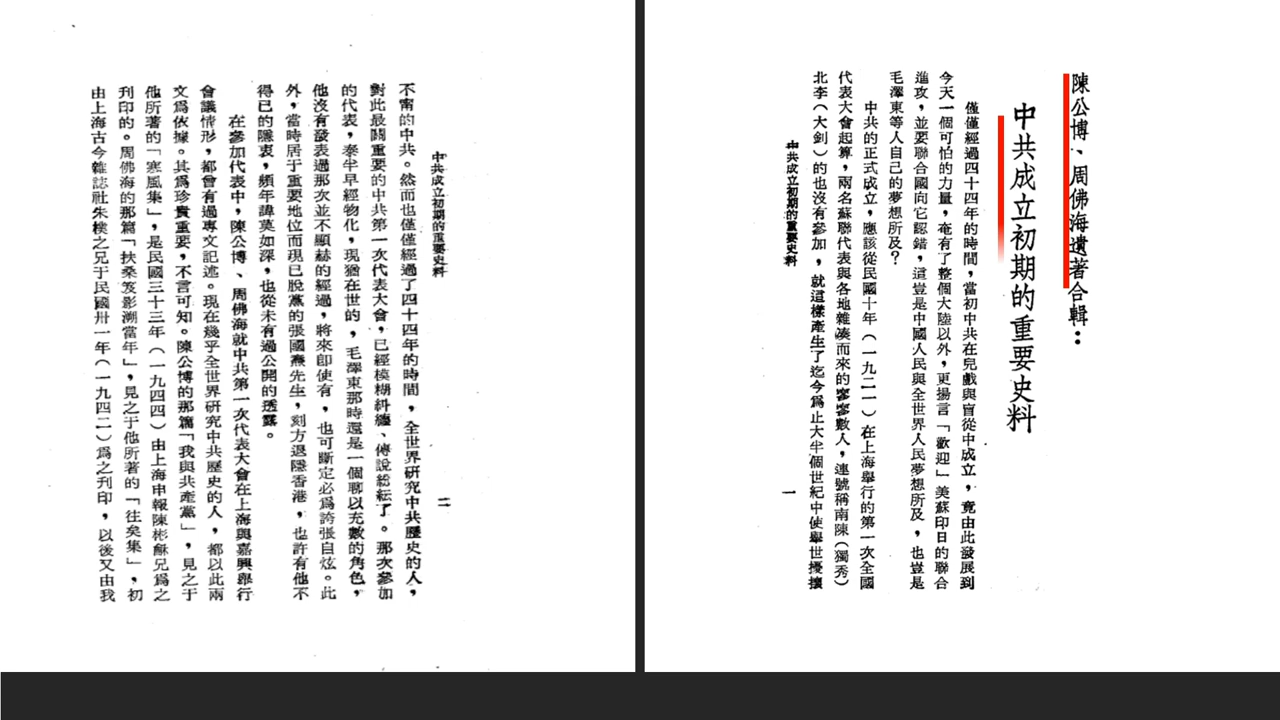 陳公博、周佛海遺著合輯：
中共成立初期的重要史料
僅僅經過四十四年的時間，當初中共在兒戲與盲從中成立，竟由此發展到
今天一個可怕的力量，奄有了整個大陸以外，更揚言「歡迎」美蘇印日的聯合
進攻，並要聯合國向它認錯，這豈是中國人民與全世界人民夢想所及，也豈是
毛澤東等人自己的夢想所及？
中共的正式成立，應該從民國十年（一九二一）在上海舉行的第一次全國
代表大會起算，兩名蘇聯代表與各地雜湊而來的寥寥數人，連號稱南陳（獨秀）
北李（大釗）的也沒有參加，就這樣產生了迄今爲止大半個世紀中使舉世擾攘
中共成立初期的重要史料
一
中共成立初期的重要史料
二
不甯的中共。然而也僅僅經過了四十四年的時間，全世界研究中共歷史的人，
對此最關重要的中共第一次代表大會，已經模糊糾纏、傳說紛紜了。那次參加
的代表，泰半早經物化，現猶在世的，毛澤東那時還是一個聊以充數的角色，
他沒有發表過那次並不顯赫的經過，將來即使有，也可斷定必爲誇張自炫。此
外，當時居于重要地位而現已脫黨的張國燾先生，刻方退隱香港，也許有他不
得已的隱衷，頻年諱莫如深，也從未有過公開的透露。
在參加代表中，陳公博、周佛海就中共第一次代表大會在上海與嘉興舉行
會議情形，都曾有過專文記述。現在幾乎全世界研究中共歷史的人，都以此兩
文爲依據。其爲珍貴重要，不言可知。陳公博的那篇「我與共產黨」，見之于
他所著的「寒風集」，是民國三十三年（一九四四）由上海申報陳彬龢兄爲之
刊印的。周佛海的那篇「扶桑笈影溯當年」，見之于他所著的「往矣集」，初
由上海古今雜誌社朱樸之兄于民國卅一年（一九四二）爲之刊印，以後又由我